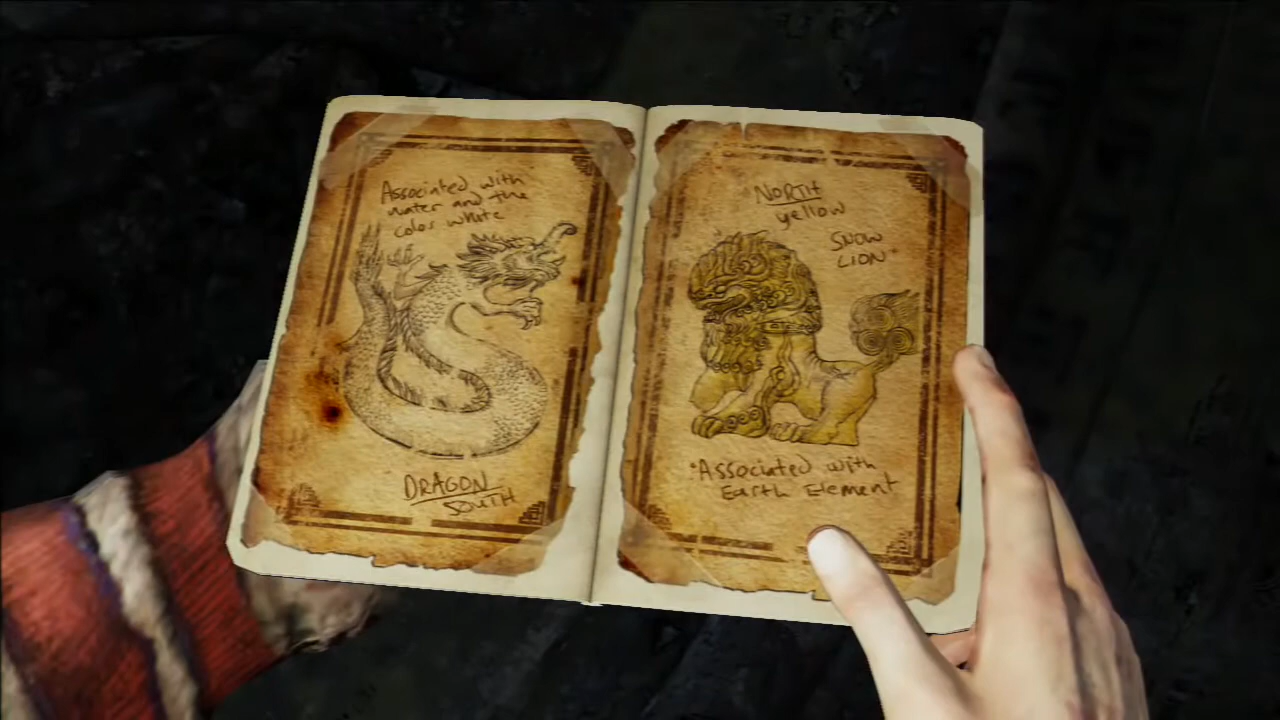 Associated with
water and the
color white
DRAGON
SOUTH
NORTH
yellow
SNOW
LION
*Associated with
Earth Element